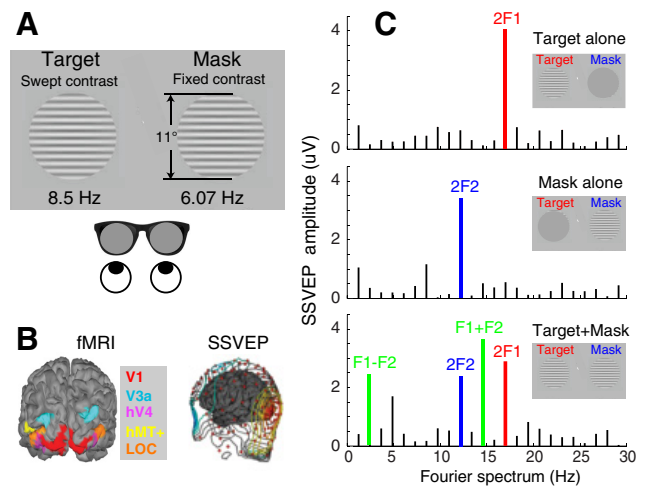 A
Target
Mask
Swept contrast
Fixed contrast
11°
8.5 Hz
6.07 Hz
B
fMRI
SSVEP
V1
V3a
hV4
hMT+
LOC
C
SSVEP amplitude (uV)
4
2
0
2F1
Target alone
Target
Mask
4
2
0
2F2
Mask alone
Target
Mask
4
2
0
F1-F2
2F2
F1+F2
2F1
Target+Mask
Target
Mask
0
5
10
15
20
25
30
Fourier spectrum (Hz)